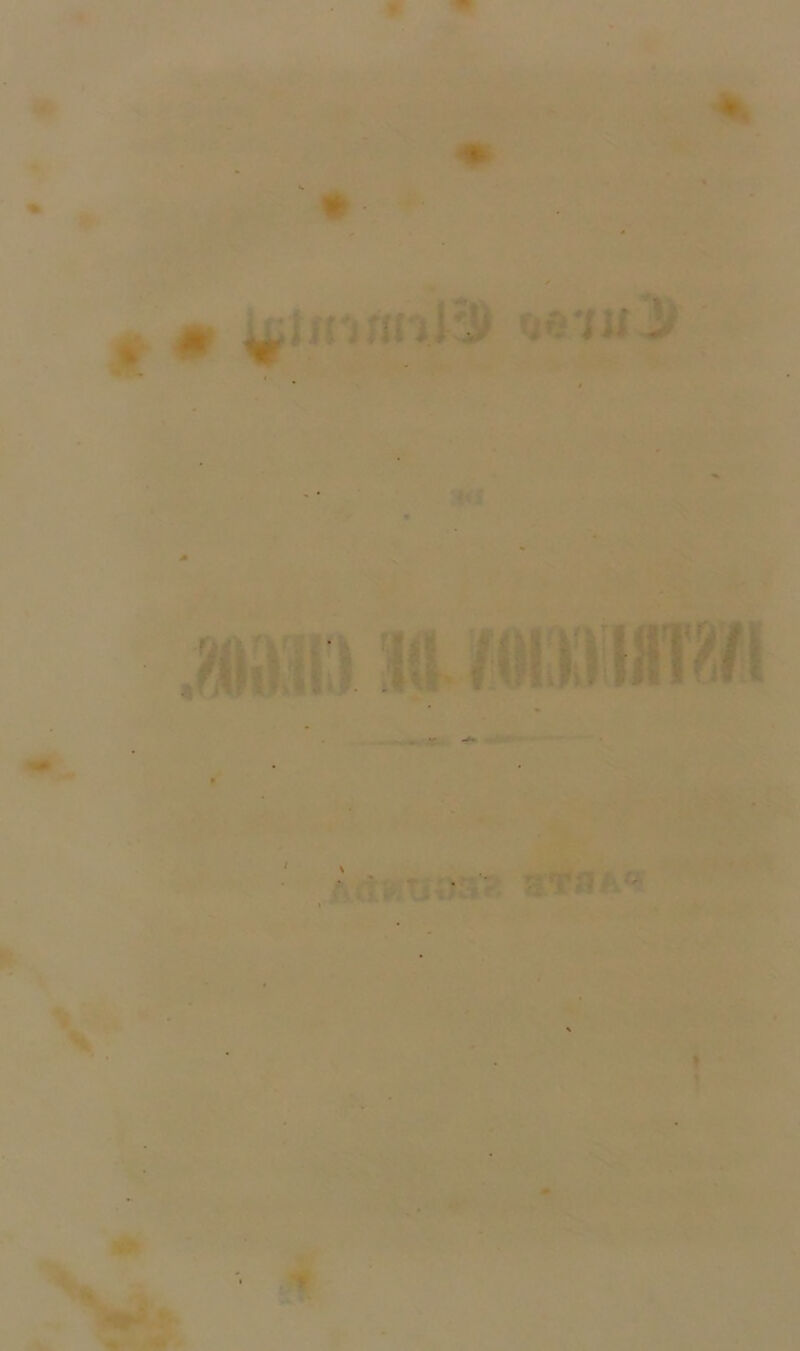 Curso Elemental
DE
INSTRUCCION DE CIEGOS.
PARTE SEGUNDA.